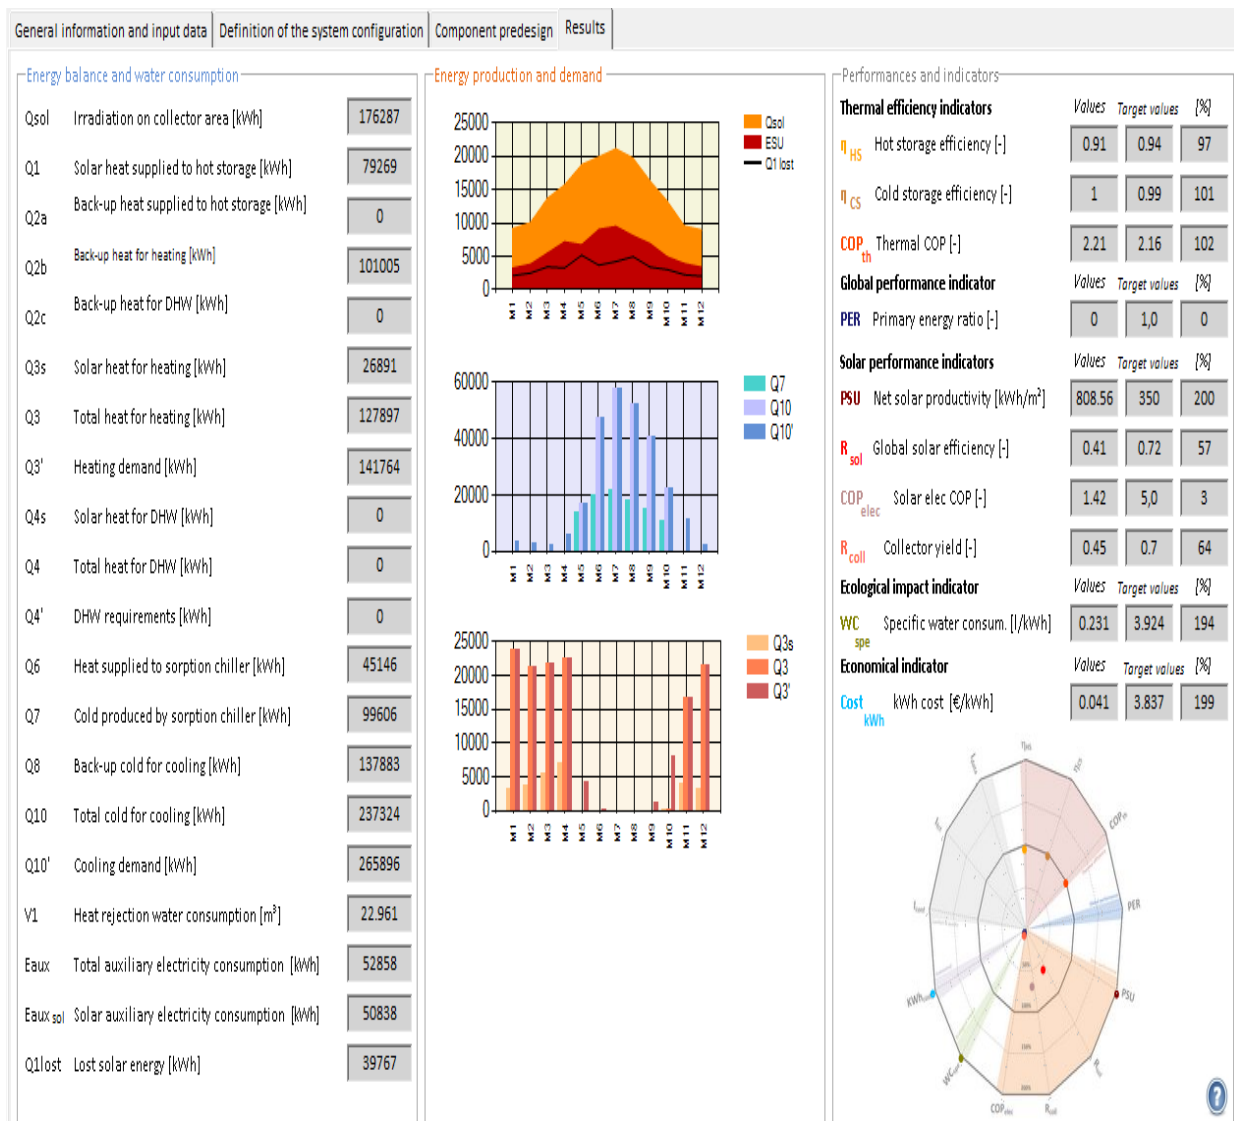 General information and input data Definition of the system configuration Component predesign Results
Energy balance and water consumption
Qsol Irradiation on collector area [kWh] 176287
Q1 Solar heat supplied to hot storage [kWh] 79269
Q2a Back-up heat supplied to hot storage [kWh] 0
Q2b Back-up heat for heating [kWh] 101005
Q2c Back-up heat for DHW [kWh] 0
Q3s Solar heat for heating [kWh] 26891
Q3 Total heat for heating [kWh] 127897
Q3' Heating demand [kWh] 141764
Q4s Solar heat for DHW [kWh] 0
Q4 Total heat for DHW [kWh] 0
Q4' DHW requirements [kWh] 0
Q6 Heat supplied to sorption chiller [kWh] 45146
Q7 Cold produced by sorption chiller [kWh] 99606
Q8 Back-up cold for cooling [kWh] 137883
Q10 Total cold for cooling [kWh] 237324
Q10' Cooling demand [kWh] 265896
V1 Heat rejection water consumption [m³] 22.961
Eaux Total auxiliary electricity consumption [kWh] 52858
Eaux sol Solar auxiliary electricity consumption [kWh] 50838
Q1lost Lost solar energy [kWh] 39767
Energy production and demand
25000
20000
15000
10000
5000
0
M1 M2 M3 M4 M5 M6 M7 M8 M9 M10 M11 M12
Qsol
ESU
Q1 lost
60000
40000
20000
0
M1 M2 M3 M4 M5 M6 M7 M8 M9 M10 M11 M12
Q7
Q10
Q10'
25000
20000
15000
10000
5000
0
M1 M2 M3 M4 M5 M6 M7 M8 M9 M10 M11 M12
Q3s
Q3
Q3'
Performances and indicators
Thermal efficiency indicators Values Target values [%]
η HS Hot storage efficiency [-] 0.91 0.94 97
η CS Cold storage efficiency [-] 1 0.99 101
COP th Thermal COP [-] 2.21 2.16 102
Global performance indicator Values Target values [%]
PER Primary energy ratio [-] 0 1,0 0
Solar performance indicators Values Target values [%]
PSU Net solar productivity [kWh/m²] 808.56 350 200
R sol Global solar efficiency [-] 0.41 0.72 57
COP elec Solar elec COP [-] 1.42 5,0 3
R coll Collector yield [-] 0.45 0.7 64
Ecological impact indicator Values Target values [%]
WC spe Specific water consum. [l/kWh] 0.231 3.924 194
Economical indicator Values Target values [%]
Cost kWh kWh cost [€/kWh] 0.041 3.837 199
ηHS
ηCS
COPth
PER
PSU
Rcoll
COPelec
?